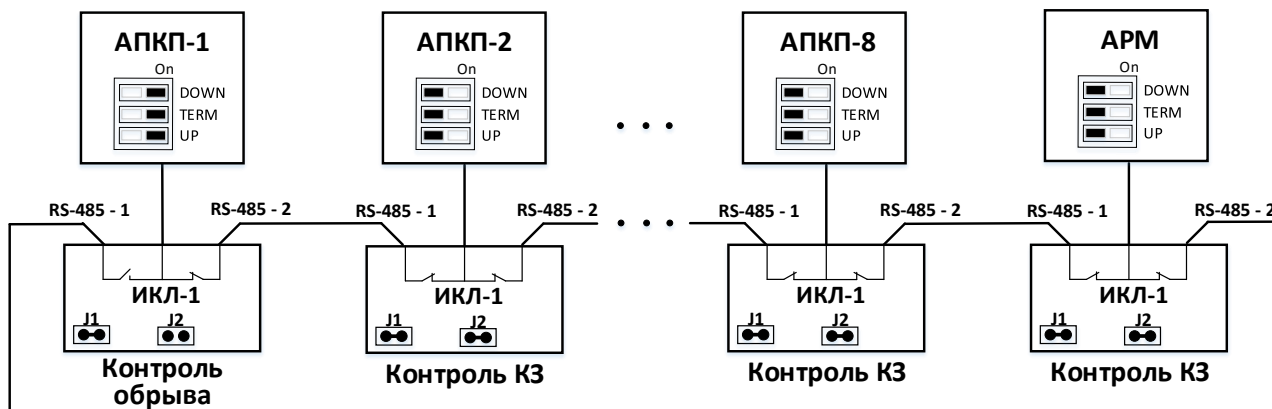 АПКП-1
On
DOWN
TERM
UP
АПКП-2
On
DOWN
TERM
UP
АПКП-8
On
DOWN
TERM
UP
АРМ
On
DOWN
TERM
UP
RS-485 - 1
RS-485 - 2
RS-485 - 1
RS-485 - 2
RS-485 - 1
RS-485 - 2
RS-485 - 1
RS-485 - 2
ИКЛ-1
J1
J2
Контроль
обрыва
ИКЛ-1
J1
J2
Контроль КЗ
ИКЛ-1
J1
J2
Контроль КЗ
ИКЛ-1
J1
J2
Контроль КЗ